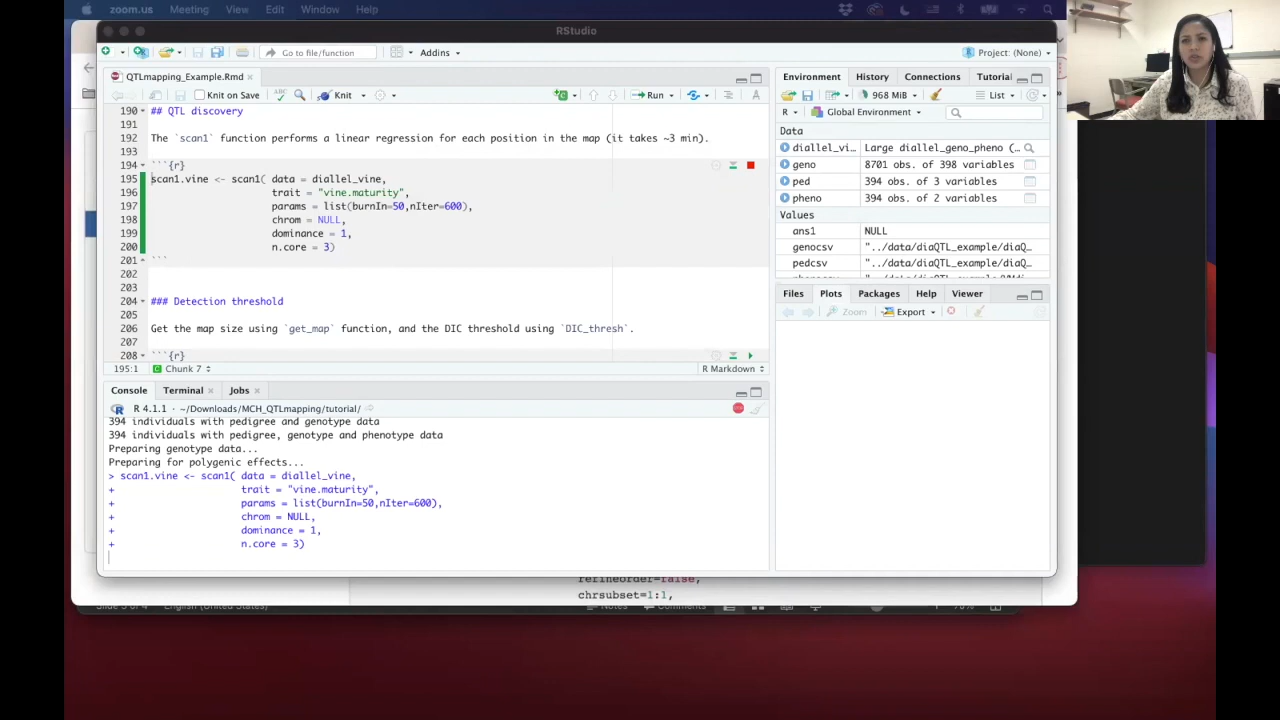 zoom.us Meeting View Edit Window Help
RStudio
Go to file/function Addins Project: (None)
QTLmapping_Example.Rmd
Knit on Save Knit Run
190 ## QTL discovery
191
192 The `scan1` function performs a linear regression for each position in the map (it takes ~3 min).
193
194 ```{r}
195 scan1.vine <- scan1( data = diallel_vine,
196 trait = "vine.maturity",
197 params = list(burnIn=50,nIter=600),
198 chrom = NULL,
199 dominance = 1,
200 n.core = 3)
201 ```
202
203
204 ### Detection threshold
205
206 Get the map size using `get_map` function, and the DIC threshold using `DIC_thresh`.
207
208 ```{r}
195:1 Chunk 7 R Markdown
Console Terminal Jobs
R 4.1.1 · ~/Downloads/MCH_QTLmapping/tutorial/
394 individuals with pedigree and genotype data
394 individuals with pedigree, genotype and phenotype data
Preparing genotype data...
Preparing for polygenic effects...
> scan1.vine <- scan1( data = diallel_vine,
+ trait = "vine.maturity",
+ params = list(burnIn=50,nIter=600),
+ chrom = NULL,
+ dominance = 1,
+ n.core = 3)
Environment History Connections Tutorial
968 MiB List
R Global Environment
Data
diallel_vi… Large diallel_geno_pheno (…
geno 8701 obs. of 398 variables
ped 394 obs. of 3 variables
pheno 394 obs. of 2 variables
Values
ans1 NULL
genocsv "../data/diaQTL_example/diaQ…
pedcsv "../data/diaQTL_example/diaQ…
Files Plots Packages Help Viewer
Zoom Export
refineorder=false,
chrsubset=1:1,
English (United States)
Notes Comments